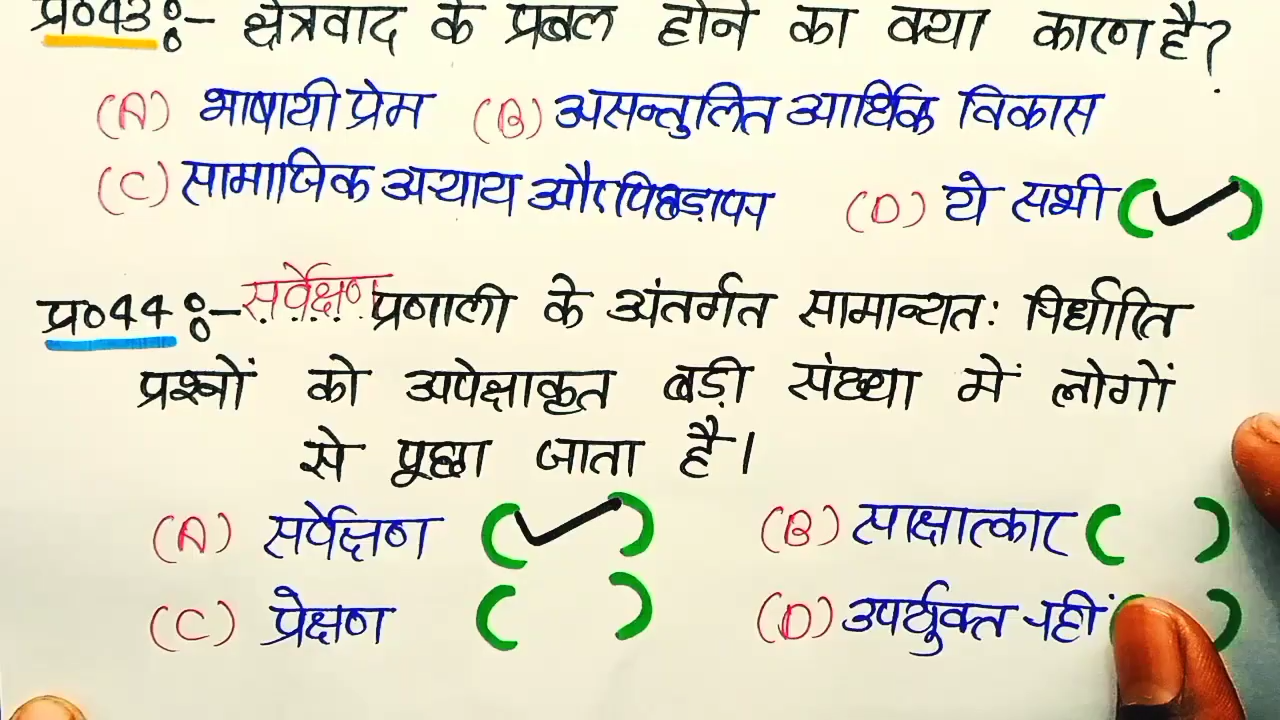 प्र०43:- क्षेत्रवाद के प्रबल होने का क्या कारण है?
(A) भाषायी प्रेम (B) असन्तुलित आर्थिक विकास
(C) सामाजिक अन्याय और पिछड़ापन (D) ये सभी (✓)
प्र०44:- सर्वेक्षण प्रणाली के अंतर्गत सामान्यत: निर्धारित
प्रश्नों को अपेक्षाकृत बड़ी संख्या में लोगों
से पूछा जाता है।
(A) सर्वेक्षण (✓) (B) साक्षात्कार ( )
(C) प्रेक्षण ( ) (D) उपर्युक्त नहीं ( )